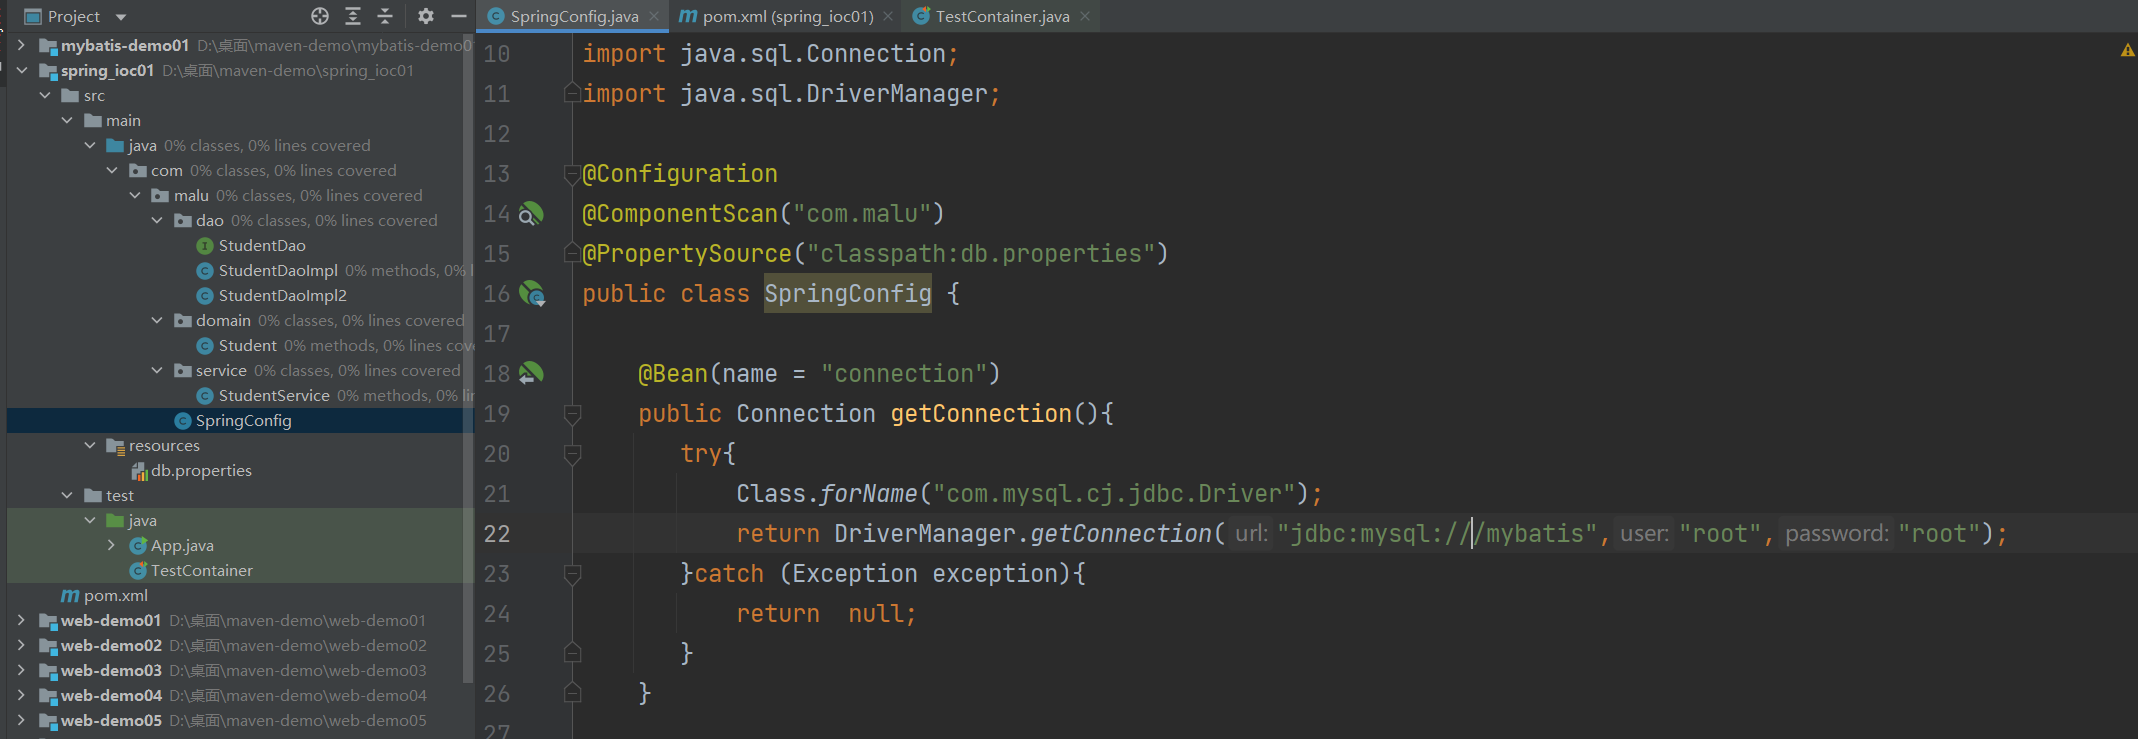 Project
SpringConfig.java
pom.xml (spring_ioc01)
TestContainer.java
mybatis-demo01 D:\桌面\maven-demo\mybatis-demo01
spring_ioc01 D:\桌面\maven-demo\spring_ioc01
src
main
java 0% classes, 0% lines covered
com 0% classes, 0% lines covered
malu 0% classes, 0% lines covered
dao 0% classes, 0% lines covered
StudentDao
StudentDaoImpl 0% methods, 0% l
StudentDaoImpl2
domain 0% classes, 0% lines covered
Student 0% methods, 0% lines cov
service 0% classes, 0% lines covered
StudentService 0% methods, 0% lin
SpringConfig
resources
db.properties
test
java
App.java
TestContainer
pom.xml
web-demo01 D:\桌面\maven-demo\web-demo01
web-demo02 D:\桌面\maven-demo\web-demo02
web-demo03 D:\桌面\maven-demo\web-demo03
web-demo04 D:\桌面\maven-demo\web-demo04
web-demo05 D:\桌面\maven-demo\web-demo05
10 import java.sql.Connection;
11 import java.sql.DriverManager;
12
13 @Configuration
14 @ComponentScan("com.malu")
15 @PropertySource("classpath:db.properties")
16 public class SpringConfig {
17
18 @Bean(name = "connection")
19 public Connection getConnection(){
20 try{
21 Class.forName("com.mysql.cj.jdbc.Driver");
22 return DriverManager.getConnection( url: "jdbc:mysql:///mybatis", user: "root", password: "root");
23 }catch (Exception exception){
24 return  null;
25 }
26 }
27